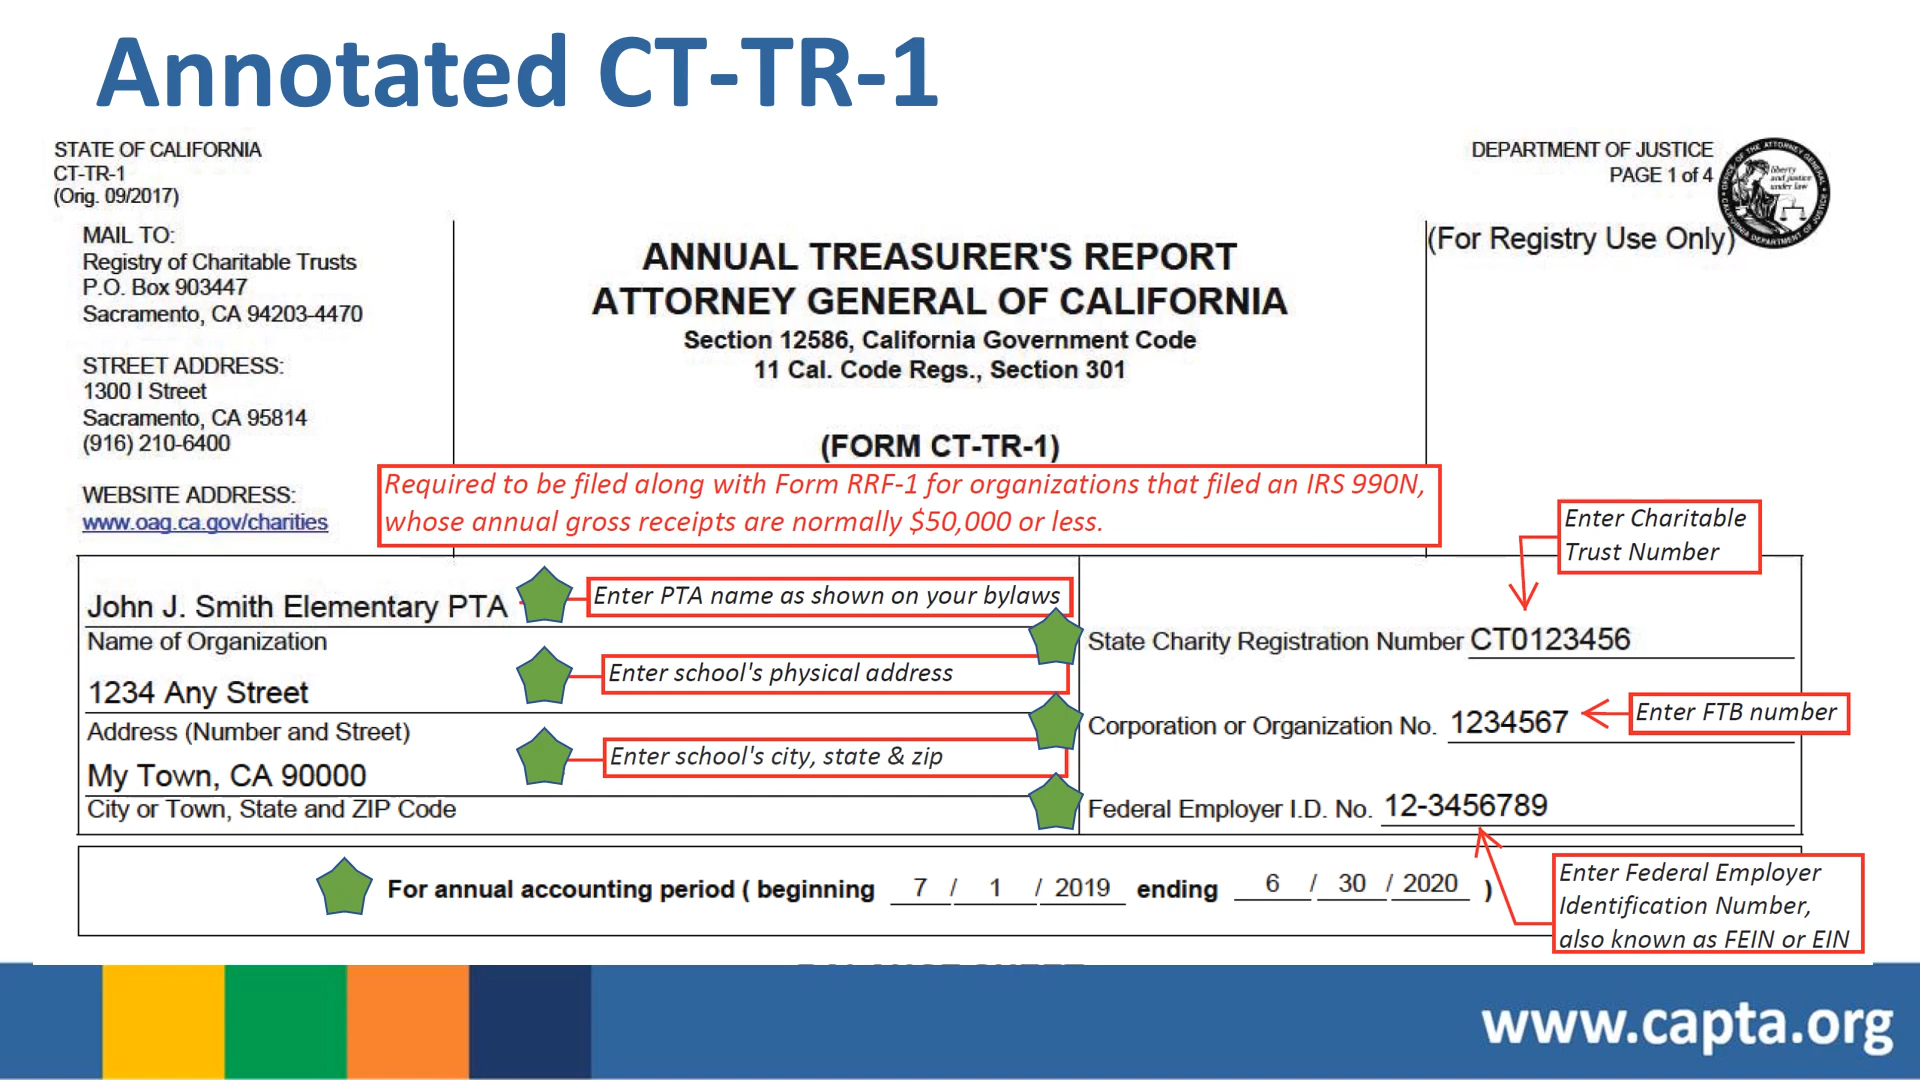 Annotated CT-TR-1
STATE OF CALIFORNIA
CT-TR-1
(Orig. 09/2017)
DEPARTMENT OF JUSTICE
PAGE 1 of 4
MAIL TO:
Registry of Charitable Trusts
P.O. Box 903447
Sacramento, CA 94203-4470
STREET ADDRESS:
1300 I Street
Sacramento, CA 95814
(916) 210-6400
WEBSITE ADDRESS:
www.oag.ca.gov/charities
ANNUAL TREASURER'S REPORT
ATTORNEY GENERAL OF CALIFORNIA
Section 12586, California Government Code
11 Cal. Code Regs., Section 301
(FORM CT-TR-1)
(For Registry Use Only)
liberty
and justice
under law
Required to be filed along with Form RRF-1 for organizations that filed an IRS 990N,
whose annual gross receipts are normally $50,000 or less.
Enter Charitable
Trust Number
John J. Smith Elementary PTA
Enter PTA name as shown on your bylaws
Name of Organization
Enter school's physical address
1234 Any Street
Address (Number and Street)
Enter school's city, state & zip
My Town, CA 90000
City or Town, State and ZIP Code
State Charity Registration Number CT0123456
Corporation or Organization No. 1234567
Enter FTB number
Federal Employer I.D. No. 12-3456789
For annual accounting period ( beginning 7 / 1 / 2019 ending 6 / 30 / 2020 )
Enter Federal Employer
Identification Number,
also known as FEIN or EIN
www.capta.org